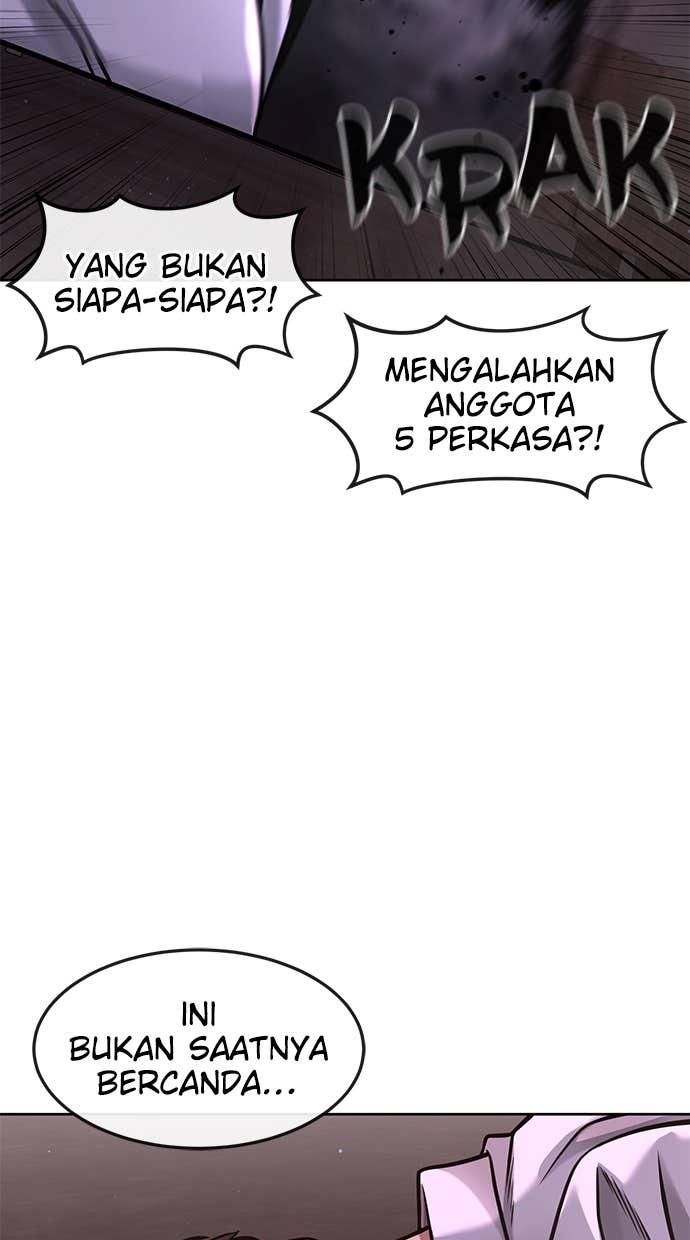 KRAK
YANG BUKAN
SIAPA-SIAPA?!
MENGALAHKAN
ANGGOTA
5 PERKASA?!
INI
BUKAN SAATNYA
BERCANDA...